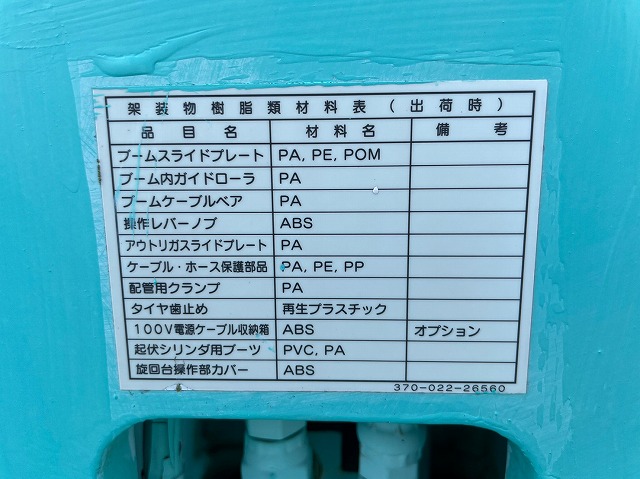 架装物樹脂類材料表（出荷時）
品目名 材料名 備考
ブームスライドプレート PA, PE, POM
ブーム内ガイドローラ PA
ブームケーブルベア PA
操作レバーノブ ABS
アウトリガスライドプレート PA
ケーブル・ホース保護部品 PA, PE, PP
配管用クランプ PA
タイヤ歯止め 再生プラスチック
100V電源ケーブル収納箱 ABS オプション
起伏シリンダ用ブーツ PVC, PA
旋回台操作部カバー ABS
370-022-26560